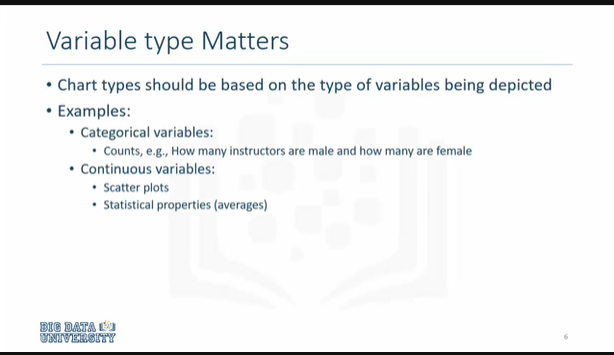 Variable type Matters
• Chart types should be based on the type of variables being depicted
• Examples:
• Categorical variables:
• Counts, e.g., How many instructors are male and how many are female
• Continuous variables:
• Scatter plots
• Statistical properties (averages)
BIG DATA
UNIVERSITY
6